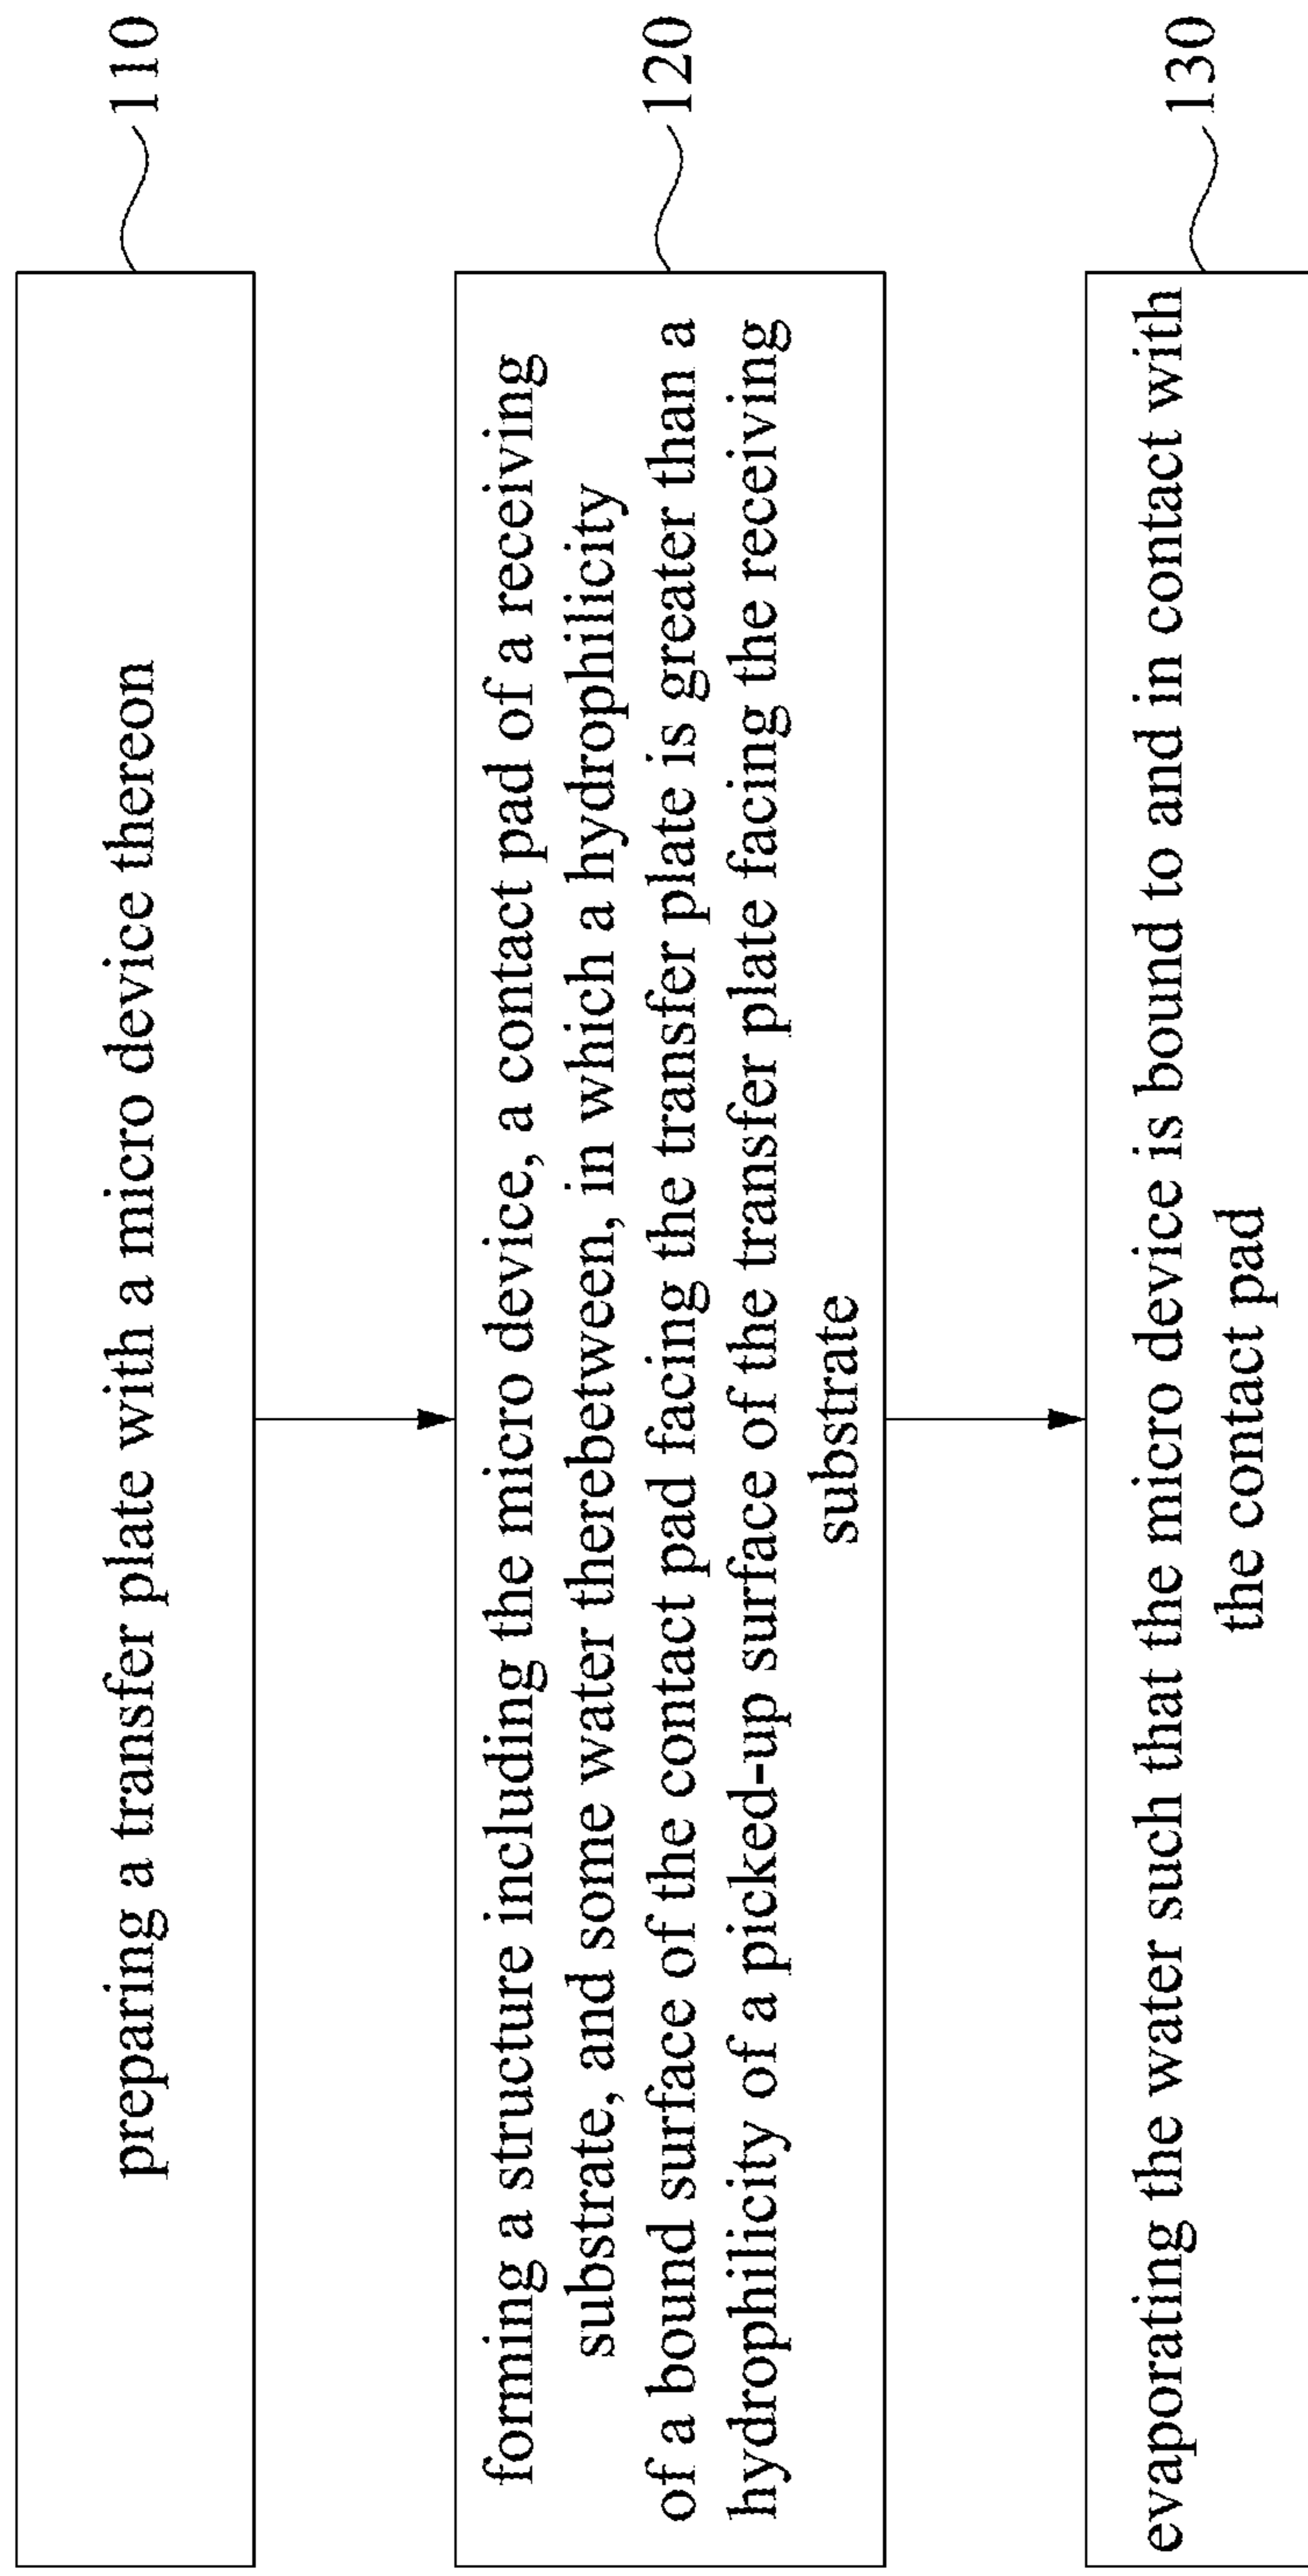 preparing a transfer plate with a micro device thereon
110
forming a structure including the micro device, a contact pad of a receiving
substrate, and some water therebetween, in which a hydrophilicity
of a bound surface of the contact pad facing the transfer plate is greater than a
hydrophilicity of a picked-up surface of the transfer plate facing the receiving
substrate
120
evaporating the water such that the micro device is bound to and in contact with
the contact pad
130